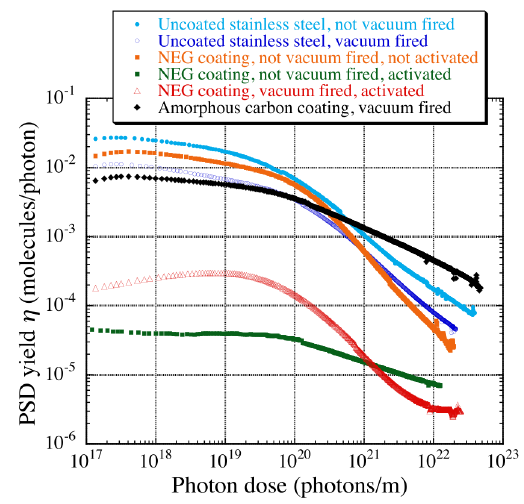 Uncoated stainless steel, not vacuum fired
Uncoated stainless steel, vacuum fired
NEG coating, not vacuum fired, not activated
NEG coating, not vacuum fired, activated
NEG coating, vacuum fired, activated
Amorphous carbon coating, vacuum fired
PSD yield η (molecules/photon)
10⁻¹
10⁻²
10⁻³
10⁻⁴
10⁻⁵
10⁻⁶
10¹⁷ 10¹⁸ 10¹⁹ 10²⁰ 10²¹ 10²² 10²³
Photon dose (photons/m)